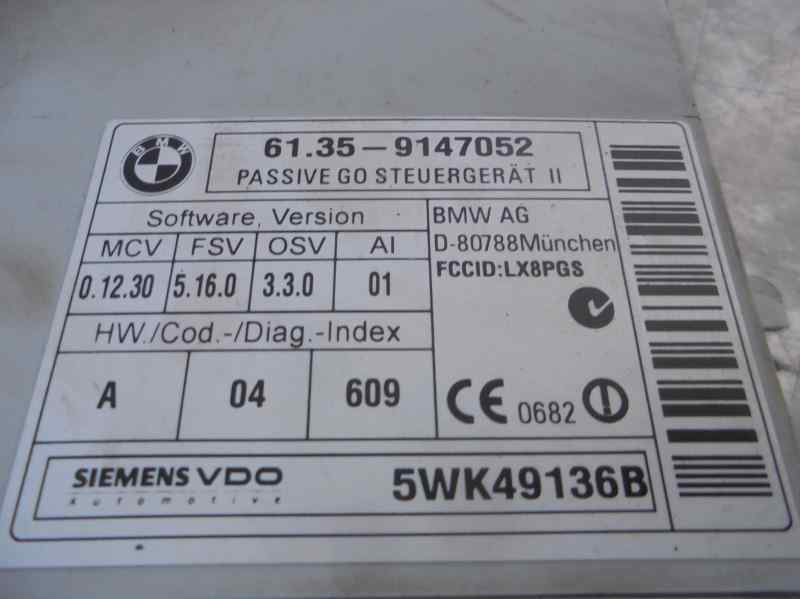 BMW
61.35 – 9147052
PASSIVE GO STEUERGERÄT II
Software, Version
MCV FSV OSV AI
0.12.30 5.16.0 3.3.0 01
HW./Cod.-/Diag.-Index
A 04 609
BMW AG
D-80788München
FCCID:LX8PGS
CE 0682
SIEMENS VDO
Automotive
5WK49136B